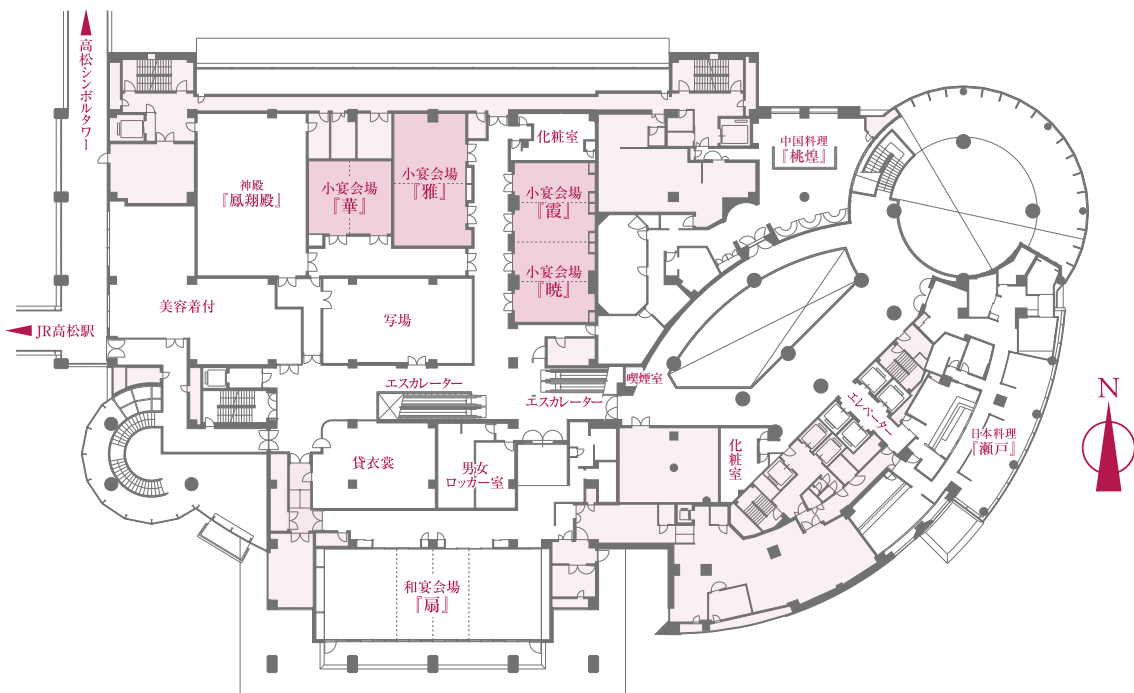 高松シンボルタワー
JR高松駅
神殿
『鳳翔殿』
小宴会場
『華』
小宴会場
『雅』
化粧室
小宴会場
『霞』
小宴会場
『暁』
中国料理
『桃煌』
美容着付
写場
エスカレーター
エスカレーター
喫煙室
エレベーター
貸衣裳
男女
ロッカー室
化粧室
日本料理
『瀬戸』
和宴会場
『扇』
N